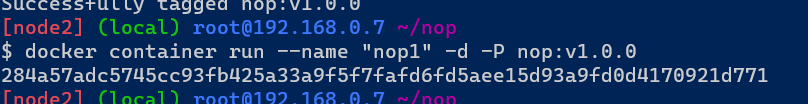 Successfully tagged nop:v1.0.0
[node2] (local) root@192.168.0.7 ~/nop
$ docker container run --name "nop1" -d -P nop:v1.0.0
284a57adc5745cc93fb425a33a9f5f7fafd6fd5aee15d93a9fd0d4170921d771
[node2] (local) root@192.168.0.7 ~/nop